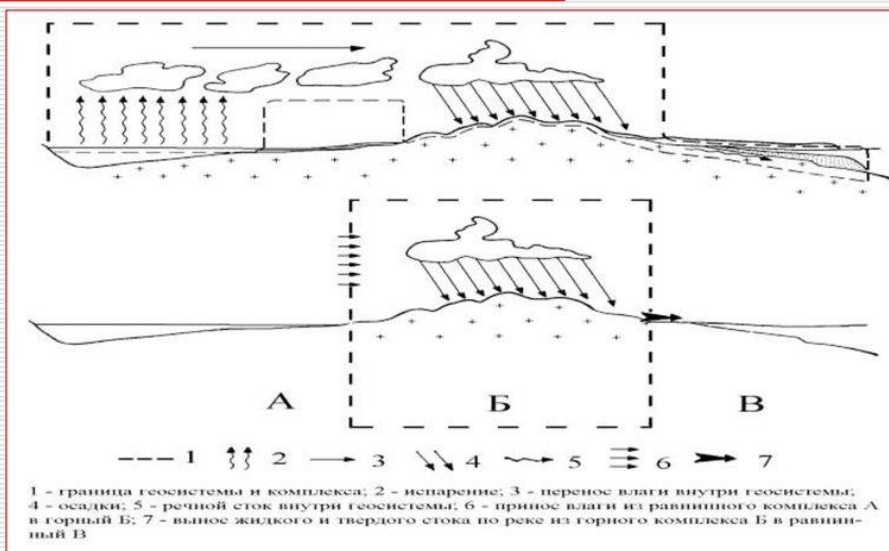 А Б В
1 2 3 4 5 6 7
1 - граница геосистемы и комплекса; 2 - испарение; 3 - перенос влаги внутри геосистемы;
4 - осадки; 5 - речной сток внутри геосистемы; 6 - принос влаги из равнинного комплекса А
в горный Б; 7 - вынос жидкого и твердого стока по реке из горного комплекса Б в равнин-
ный В